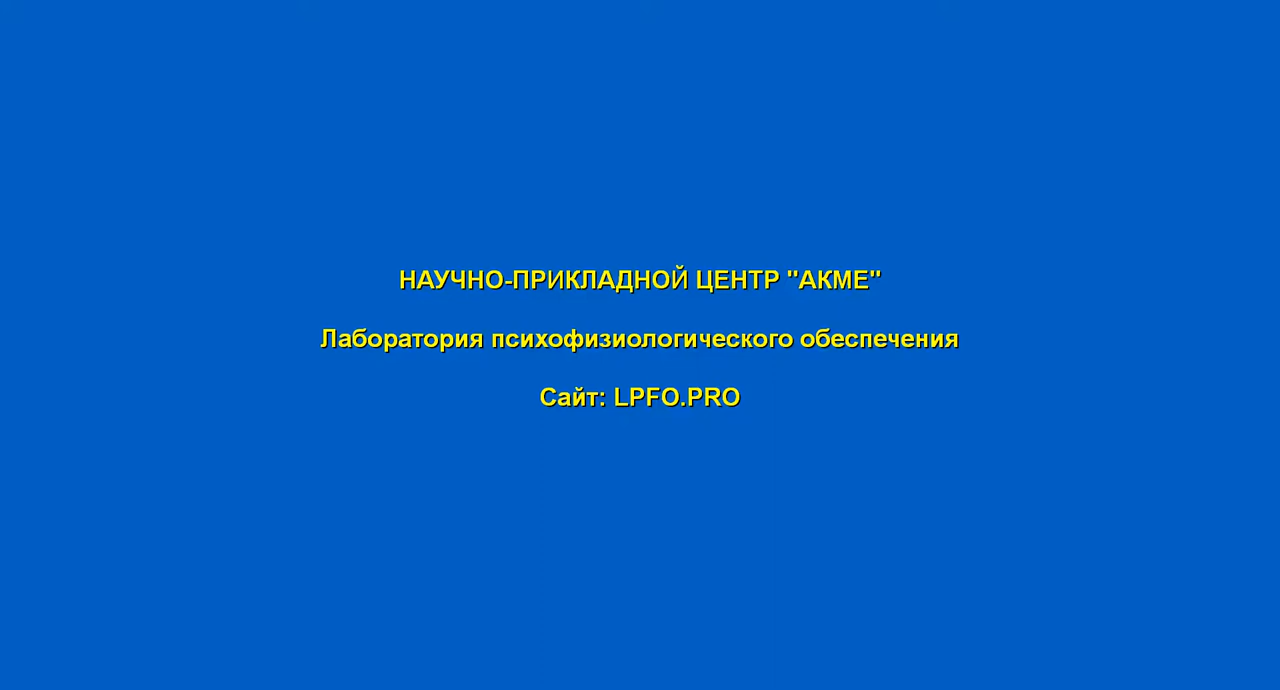 НАУЧНО-ПРИКЛАДНОЙ ЦЕНТР "АКМЕ"
Лаборатория психофизиологического обеспечения
Сайт: LPFO.PRO